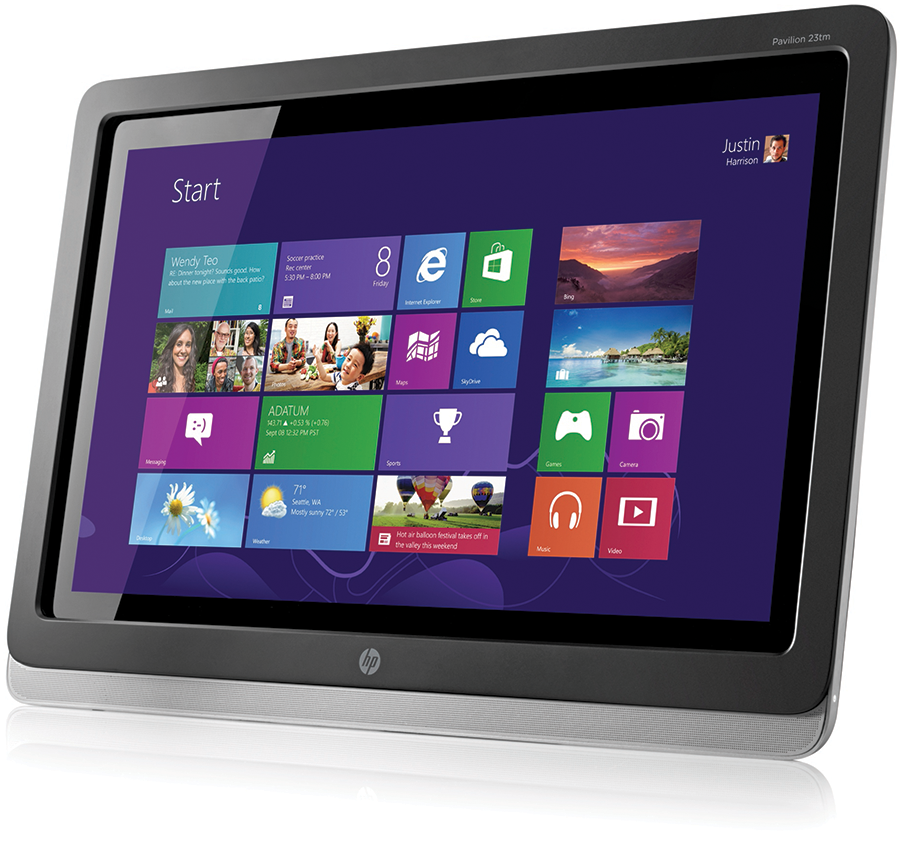 Pavilion 23tm
Justin
Harrison
Start
Wendy Teo
RE: Dinner tonight? Sounds good. How
about the new place with the back patio?
Mail
8
Soccer practice
Rec center
5:30 PM – 8:00 PM
8
Friday
Internet Explorer
Store
Bing
Photos
Maps
SkyDrive
Messaging
:-)
ADATUM
143.71 ▲ +0.53 % (+0.76)
Sept 08 12:32 PM PST
Sports
Games
Camera
Desktop
71°
Seattle, WA
Mostly sunny 72° / 53°
Weather
Hot air balloon festival takes off in
the valley this weekend
Music
Video
hp